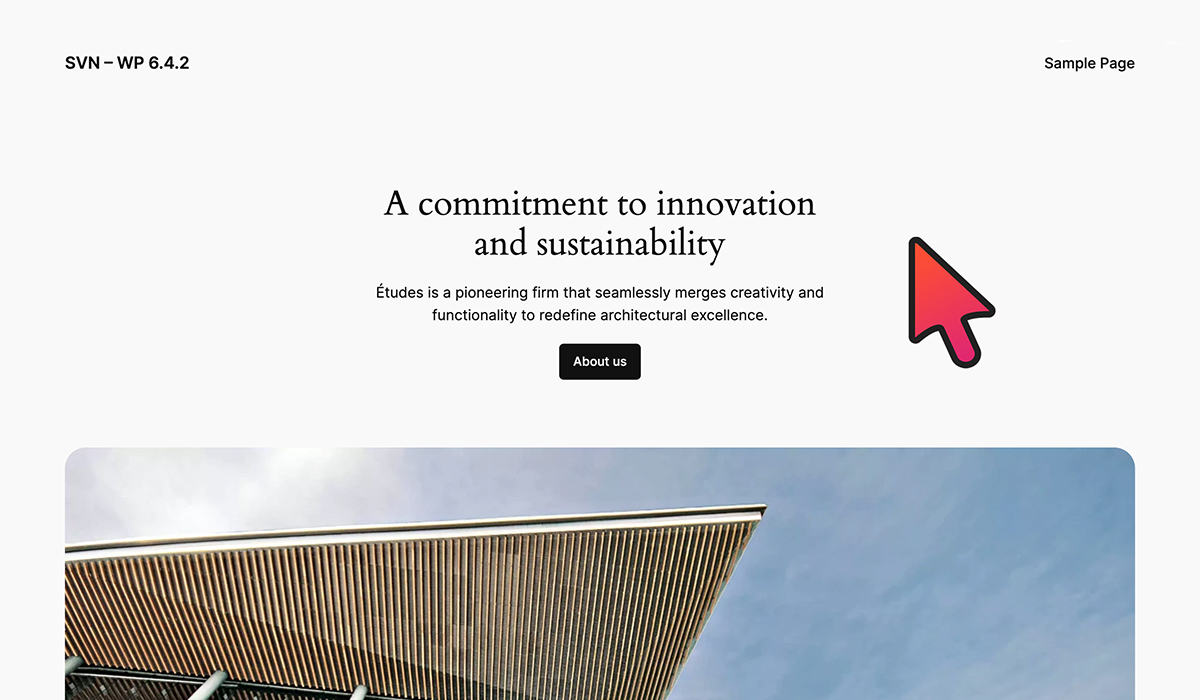 SVN – WP 6.4.2
Sample Page
A commitment to innovation
and sustainability
Études is a pioneering firm that seamlessly merges creativity and
functionality to redefine architectural excellence.
About us